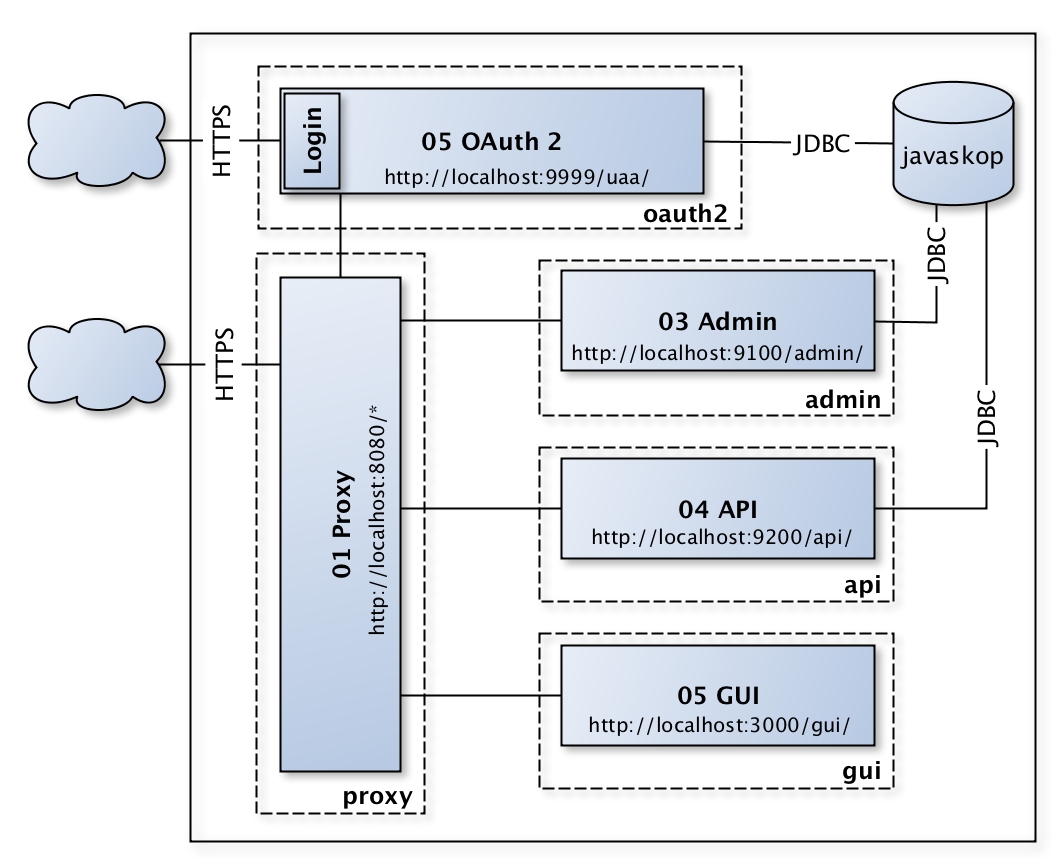 HTTPS
Login
05 OAuth 2
http://localhost:9999/uaa/
oauth2
JDBC
javaskop
JDBC
HTTPS
01 Proxy
http://localhost:8080/*
proxy
03 Admin
http://localhost:9100/admin/
admin
JDBC
04 API
http://localhost:9200/api/
api
05 GUI
http://localhost:3000/gui/
gui